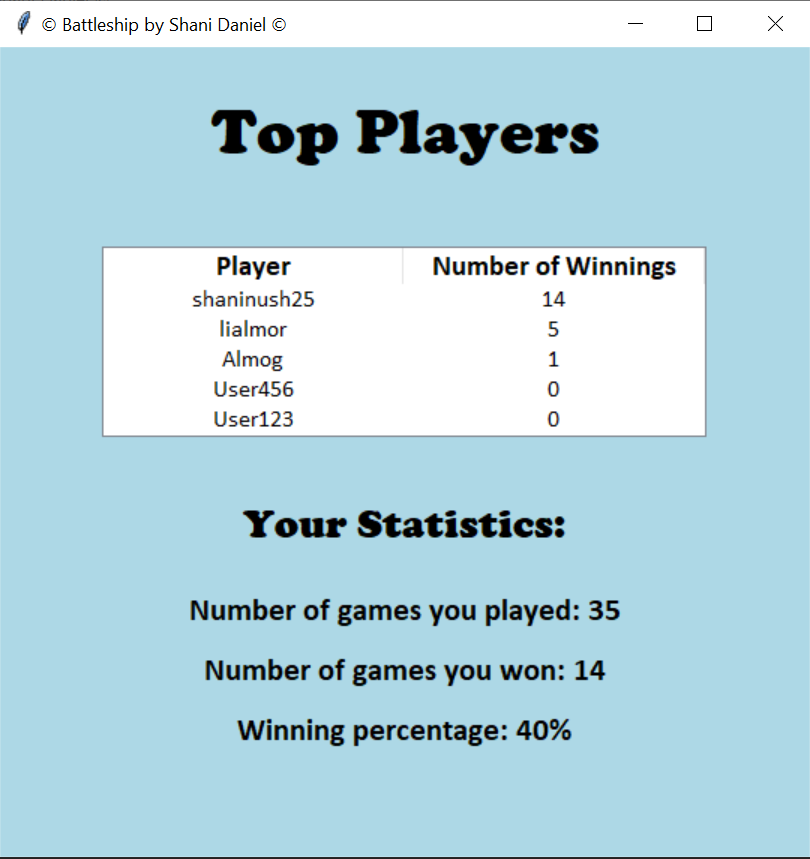 © Battleship by Shani Daniel ©
Top Players
Player Number of Winnings
shaninush25 14
lialmor 5
Almog 1
User456 0
User123 0
Your Statistics:
Number of games you played: 35
Number of games you won: 14
Winning percentage: 40%